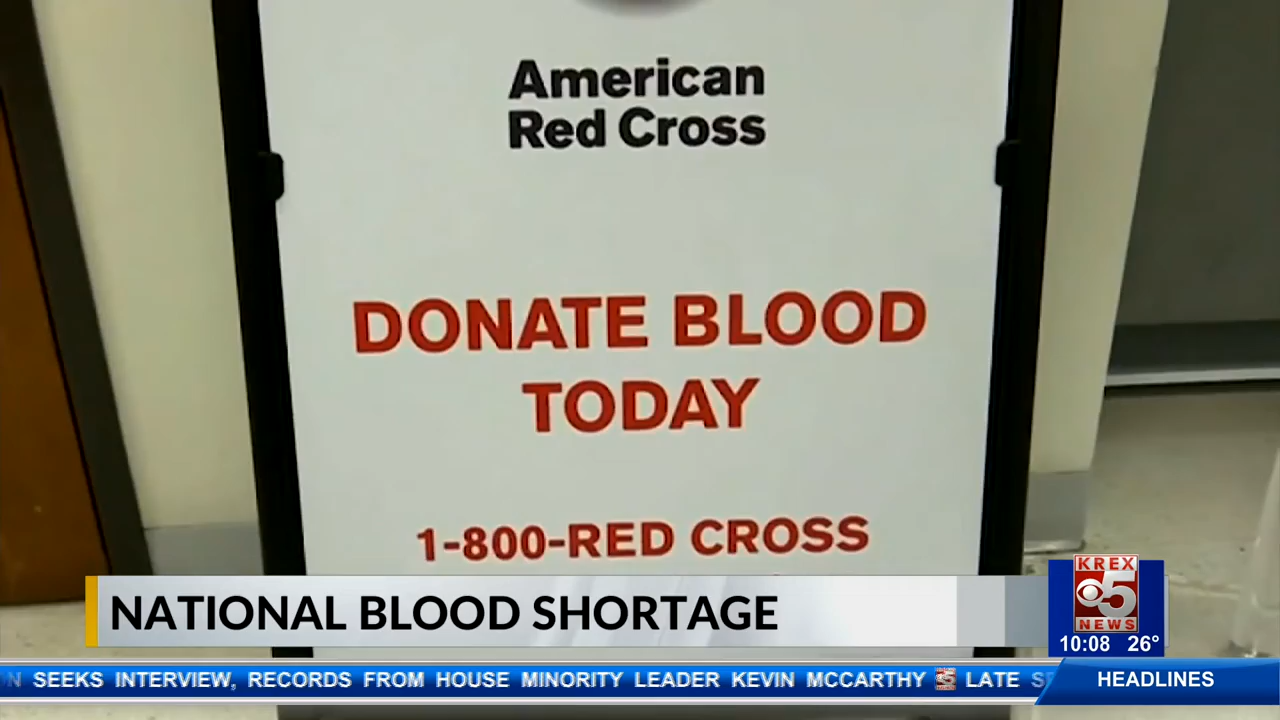 American
Red Cross
DONATE BLOOD
TODAY
1-800-RED CROSS
NATIONAL BLOOD SHORTAGE
KREX
5
NEWS
10:08 26°
SEEKS INTERVIEW, RECORDS FROM HOUSE MINORITY LEADER KEVIN MCCARTHY LATE
HEADLINES